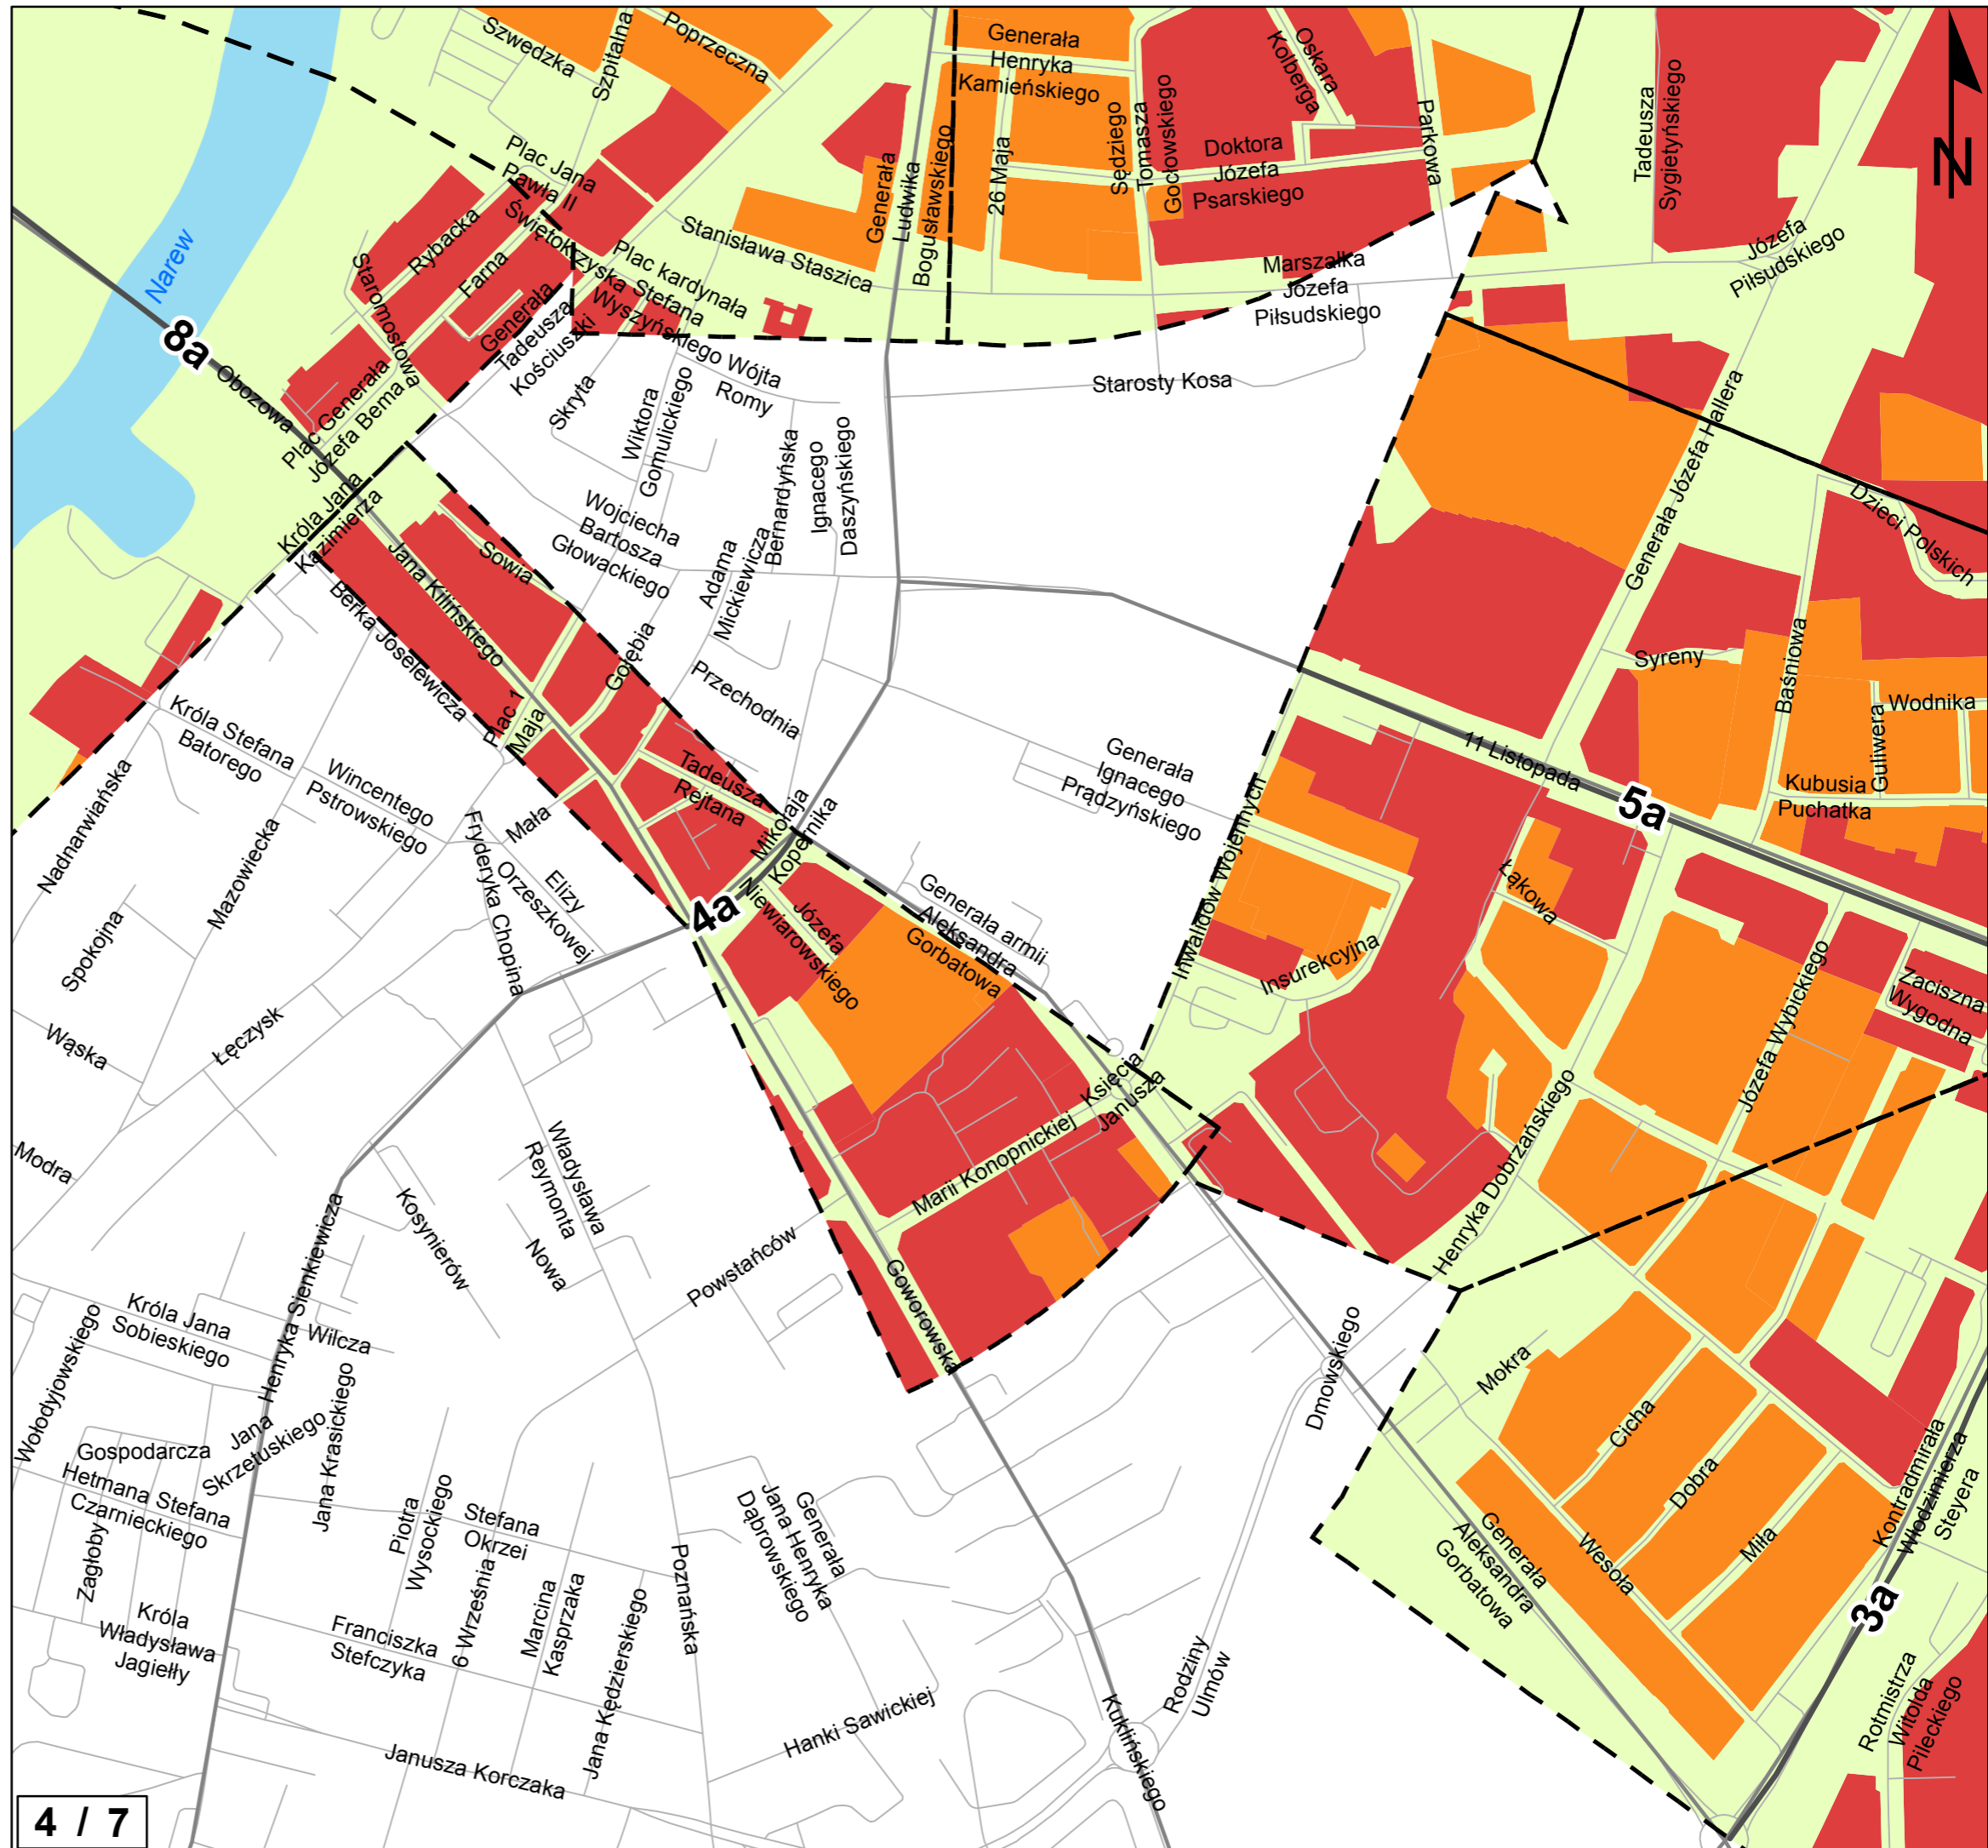 Szwedzka
Szpitalna
Poprzeczna
Generała
Henryka
Kamieńskiego
Oskara
Kolberga
Parkowa
Tadeusza
Sygietyńskiego
N
Plac Jana
Pawła II
Generała
Ludwika
Bogusławskiego
26 Maja
Sędziego
Tomasza
Gocłowskiego
Doktora
Józefa
Psarskiego
Narew
Rybacka
Farna
Staromostowa
Świętokrzyska
Plac kardynała
Stefana
Wyszyńskiego
Stanisława Staszica
Marszałka
Józefa
Piłsudskiego
Józefa
Piłsudskiego
8a
Obozowa
Generała
Tadeusza
Kościuszki
Plac Generała
Józefa Bema
Skryta
Wiktora
Gomulickiego
Wójta
Romy
Starosty Kosa
Generała Józefa Hallera
Bernardyńska
Ignacego
Daszyńskiego
Król​a Jana
Kazimierza
Sowia
Jana Kilińskiego
Wojciecha
Bartosza
Głowackiego
Adama
Mickiewicza
Dzieci Polskich
Berka Joselewicza
Gołębia
Przechodnia
Syreny
Baśniowa
Wodnika
Guliwera
Kubusia
Puchatka
Plac 1
Maja
Króla Stefana
Batorego
Wincentego
Pstrowskiego
Nadnarwiańska
Mazowiecka
Mała
Tadeusza
Rejtana
Mikołaja
Kopernika
Generała
Ignacego
Prądzyńskiego
11 Listopada
5a
Inwalidów Wojennych
Fryderyka Chopina
Elizy
Orzeszkowej
4a
Józefa
Niewiarowskiego
Generała armii
Aleksandra
Gorbatowa
Insurekcyjna
Łąkowa
Józefa Wybickiego
Zaciszna
Wygodna
Spokojna
Wąska
Łęczysk
Modra
Księcia
Janusza
Marii Konopnickiej
Henryka Dobrzańskiego
Władysława
Reymonta
Kosynierów
Nowa
Powstańców
Goworowska
Henryka Sienkiewicza
Króla Jana
Sobieskiego
Wilcza
Wołodyjowskiego
Jana Krasickiego
Jana
Skrzetuskiego
Gospodarcza
Hetmana Stefana
Czarnieckiego
Zagłoby
Króla
Władysława
Jagiełły
Piotra
Wysockiego
Stefana
Okrzei
6 Września
Marcina
Kasprzaka
Franciszka
Stefczyka
Jana Kędzierskiego
Janusza Korczaka
Poznańska
Generała
Jana Henryka
Dąbrowskiego
Hanki Sawickiej
Kuklińskiego
Rodziny
Ulmów
Dmowskiego
Mokra
Cicha
Dobra
Miła
Wesoła
Generała
Aleksandra
Gorbatowa
Kontradmirała
Włodzimierza
Steyera
3a
Rotmistrza
Witolda
Pileckiego
4 / 7